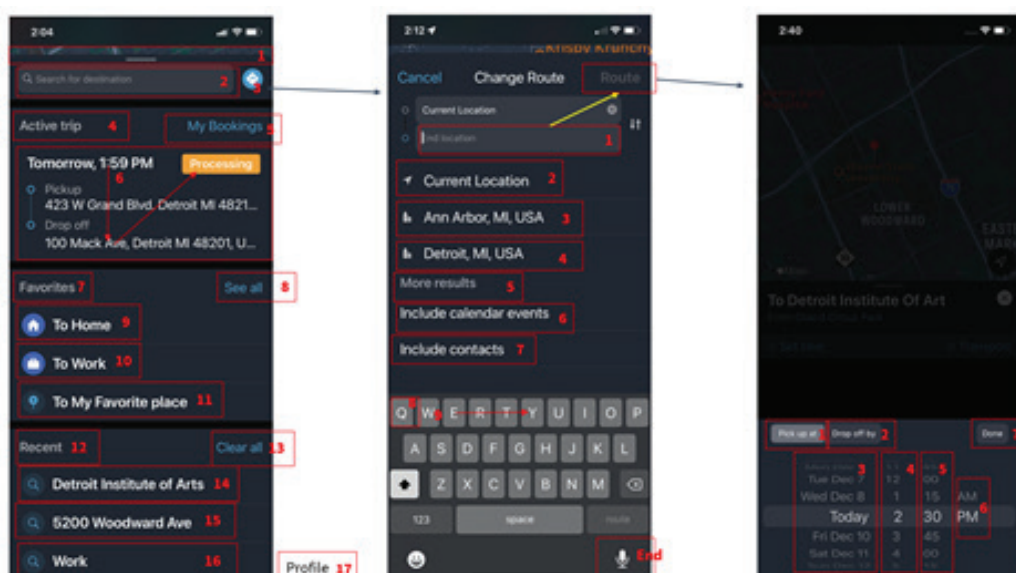 2:04
1
Search for destination 2
3
Active trip 4
My Bookings 5
Tomorrow, 1:59 PM
Processing
6
Pickup
423 W Grand Blvd. Detroit MI 4821...
Drop off
100 Mack Ave, Detroit MI 48201, U...
Favorites 7
See all 8
To Home 9
To Work 10
To My Favorite place 11
Recent 12
Clear all 13
Detroit Institute of Arts 14
5200 Woodward Ave 15
Work 16
Profile 17
2:12
Krispy Krunchy
Cancel
Change Route
Route
Current Location
End location 1
Current Location 2
Ann Arbor, MI, USA 3
Detroit, MI, USA 4
More results 5
Include calendar events 6
Include contacts 7
8
Q W E R T Y U I O P
A S D F G H J K L
Z X C V B N M
123
space
route
End
2:40
LOWER
WOODWARD
To Detroit Institute Of Art
Pick up at
Drop off by 2
Done
3 4 5
Tue Dec 7 12 00
Wed Dec 8 1 15 AM
Today 2 30 PM 6
Fri Dec 10 3 45
Sat Dec 11 4 00